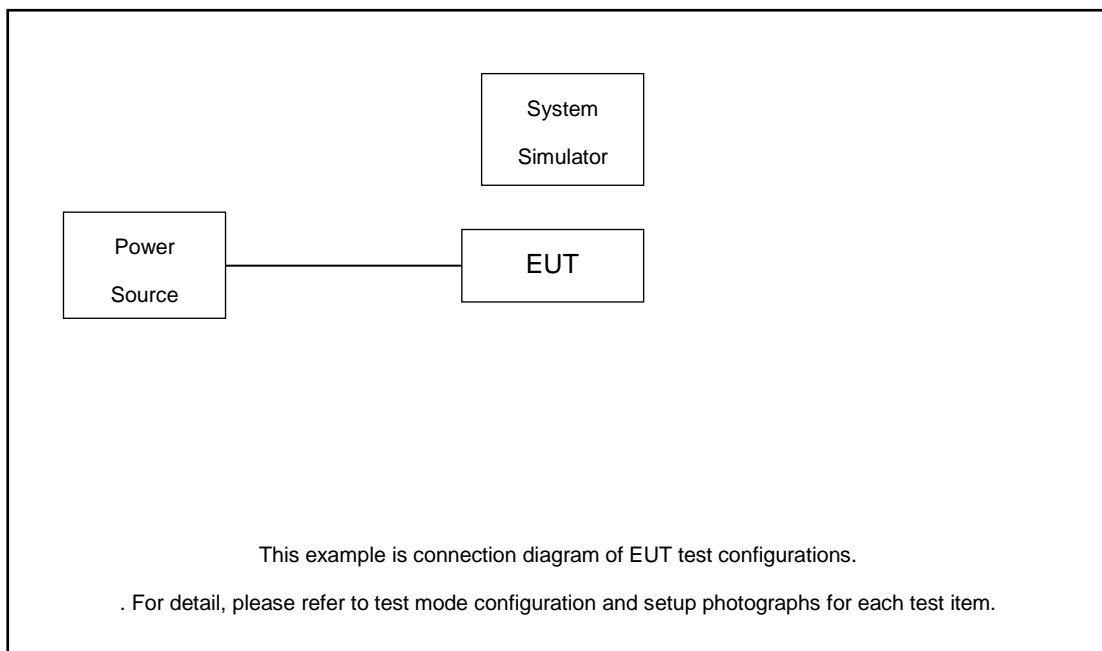 System
Simulator
Power
Source
EUT
This example is connection diagram of EUT test configurations.
. For detail, please refer to test mode configuration and setup photographs for each test item.